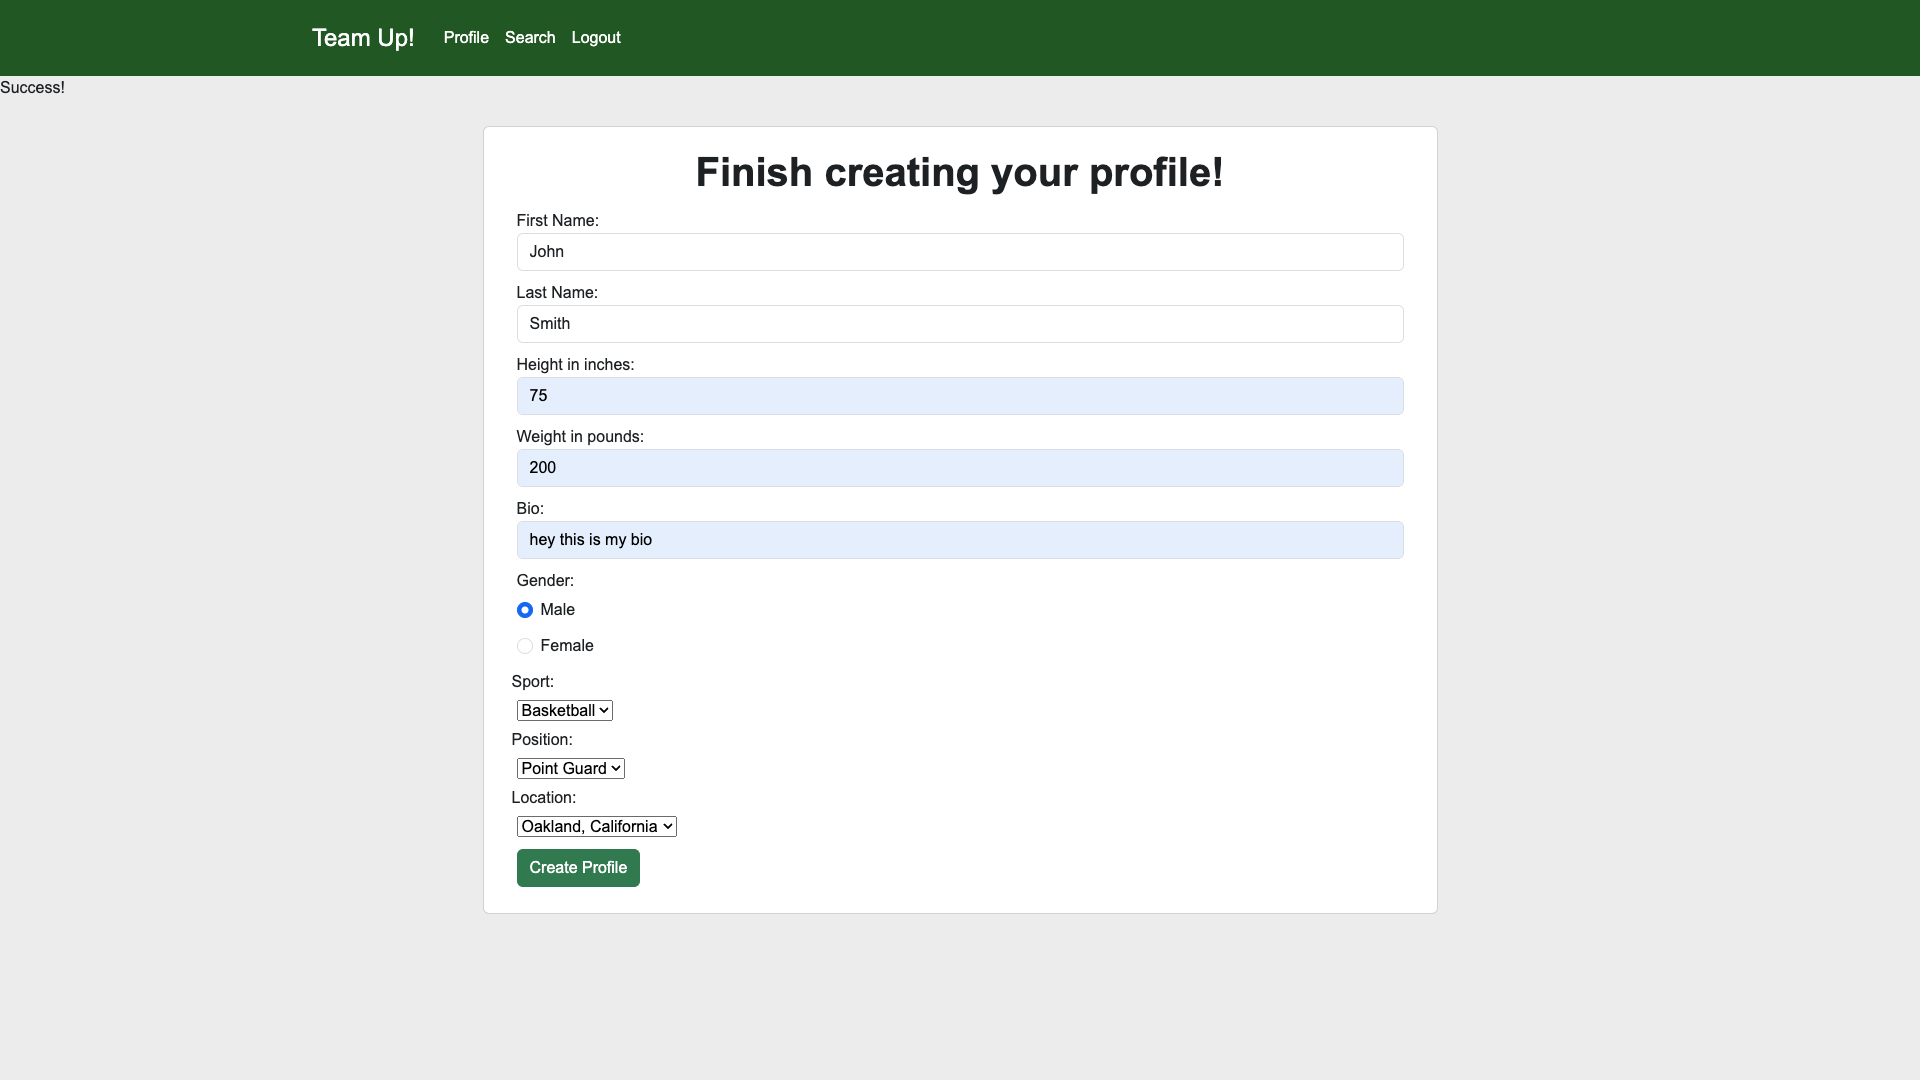 Team Up! Profile Search Logout
Success!
Finish creating your profile!
First Name:
John
Last Name:
Smith
Height in inches:
75
Weight in pounds:
200
Bio:
hey this is my bio
Gender:
Male
Female
Sport:
Basketball
Position:
Point Guard
Location:
Oakland, California
Create Profile